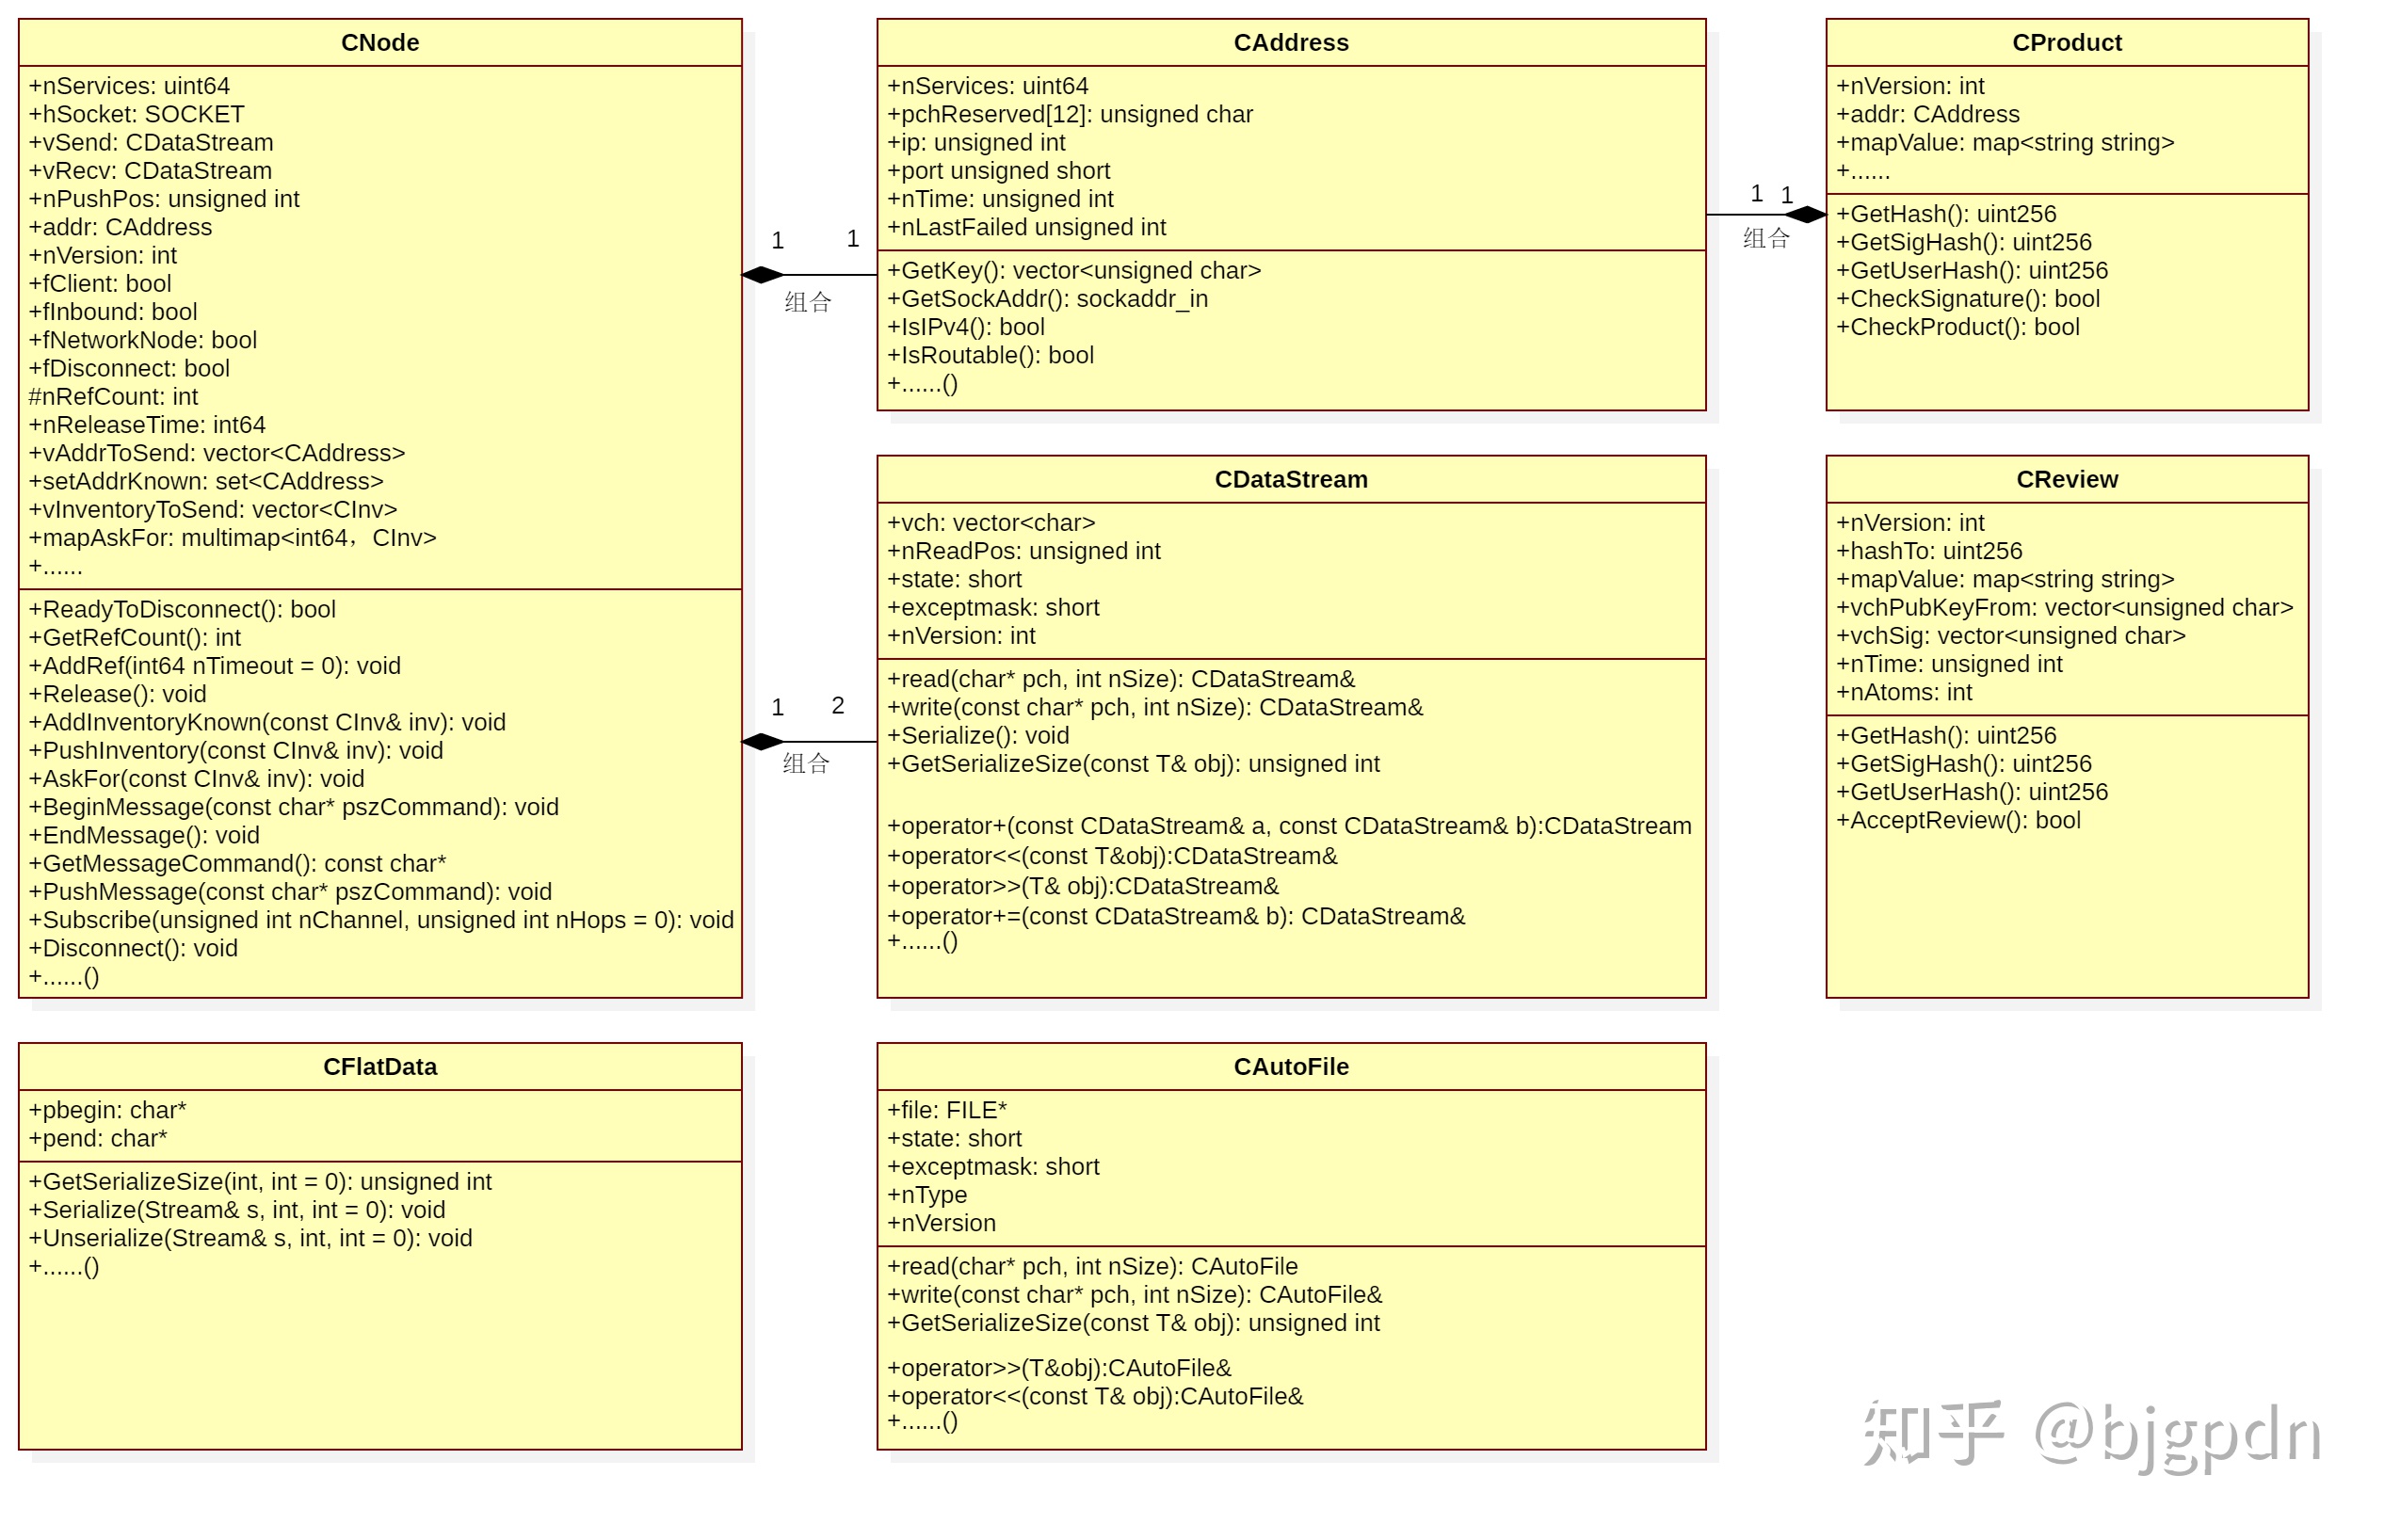 CNode
+nServices: uint64
+hSocket: SOCKET
+vSend: CDataStream
+vRecv: CDataStream
+nPushPos: unsigned int
+addr: CAddress
+nVersion: int
+fClient: bool
+fInbound: bool
+fNetworkNode: bool
+fDisconnect: bool
#nRefCount: int
+nReleaseTime: int64
+vAddrToSend: vector<CAddress>
+setAddrKnown: set<CAddress>
+vInventoryToSend: vector<CInv>
+mapAskFor: multimap<int64，CInv>
+......
+ReadyToDisconnect(): bool
+GetRefCount(): int
+AddRef(int64 nTimeout = 0): void
+Release(): void
+AddInventoryKnown(const CInv& inv): void
+PushInventory(const CInv& inv): void
+AskFor(const CInv& inv): void
+BeginMessage(const char* pszCommand): void
+EndMessage(): void
+GetMessageCommand(): const char*
+PushMessage(const char* pszCommand): void
+Subscribe(unsigned int nChannel, unsigned int nHops = 0): void
+Disconnect(): void
+......()
1 1
组合
1 2
组合
CAddress
+nServices: uint64
+pchReserved[12]: unsigned char
+ip: unsigned int
+port unsigned short
+nTime: unsigned int
+nLastFailed unsigned int
+GetKey(): vector<unsigned char>
+GetSockAddr(): sockaddr_in
+IsIPv4(): bool
+IsRoutable(): bool
+......()
1 1
组合
CProduct
+nVersion: int
+addr: CAddress
+mapValue: map<string string>
+......
+GetHash(): uint256
+GetSigHash(): uint256
+GetUserHash(): uint256
+CheckSignature(): bool
+CheckProduct(): bool
CDataStream
+vch: vector<char>
+nReadPos: unsigned int
+state: short
+exceptmask: short
+nVersion: int
+read(char* pch, int nSize): CDataStream&
+write(const char* pch, int nSize): CDataStream&
+Serialize(): void
+GetSerializeSize(const T& obj): unsigned int
+operator+(const CDataStream& a, const CDataStream& b):CDataStream
+operator<<(const T&obj):CDataStream&
+operator>>(T& obj):CDataStream&
+operator+=(const CDataStream& b): CDataStream&
+......()
CReview
+nVersion: int
+hashTo: uint256
+mapValue: map<string string>
+vchPubKeyFrom: vector<unsigned char>
+vchSig: vector<unsigned char>
+nTime: unsigned int
+nAtoms: int
+GetHash(): uint256
+GetSigHash(): uint256
+GetUserHash(): uint256
+AcceptReview(): bool
CFlatData
+pbegin: char*
+pend: char*
+GetSerializeSize(int, int = 0): unsigned int
+Serialize(Stream& s, int, int = 0): void
+Unserialize(Stream& s, int, int = 0): void
+......()
CAutoFile
+file: FILE*
+state: short
+exceptmask: short
+nType
+nVersion
+read(char* pch, int nSize): CAutoFile
+write(const char* pch, int nSize): CAutoFile&
+GetSerializeSize(const T& obj): unsigned int
+operator>>(T&obj):CAutoFile&
+operator<<(const T& obj):CAutoFile&
+......()
知乎 @bjgpdn